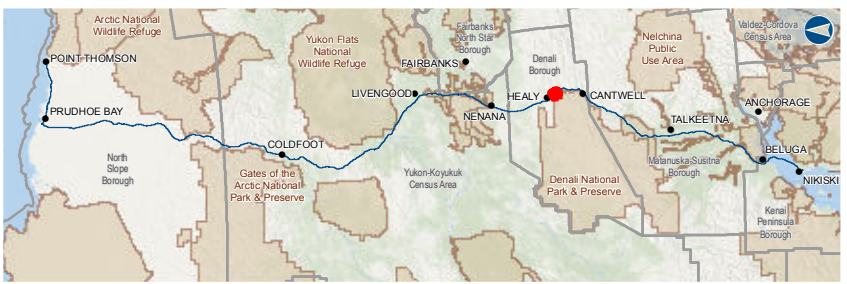 Arctic National
Wildlife Refuge
POINT THOMSON
PRUDHOE BAY
North
Slope
Borough
COLDFOOT
Gates of the
Arctic National
Park & Preserve
Yukon Flats
National
Wildlife Refuge
LIVENGOOD
FAIRBANKS
Fairbanks
North Star
Borough
NENANA
Yukon-Koyukuk
Census Area
Denali
Borough
HEALY
CANTWELL
Denali National
Park & Preserve
Nelchina
Public
Use Area
TALKEETNA
Matanuska-Susitna
Borough
Valdez-Cordova
Census Area
ANCHORAGE
BELUGA
NIKISKI
Kenai
Peninsula
Borough